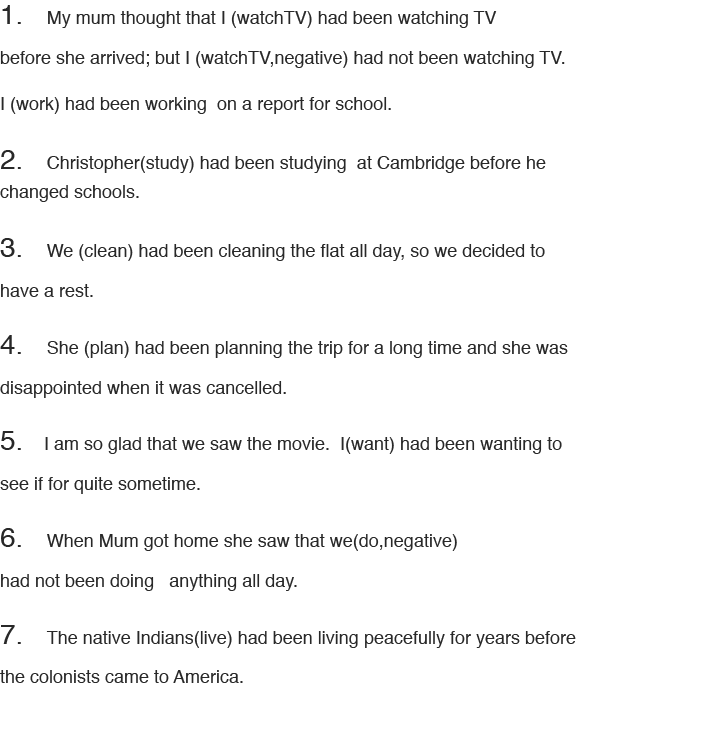 1. My mum thought that I (watchTV) had been watching TV
before she arrived; but I (watchTV,negative) had not been watching TV.
I (work) had been working  on a report for school.
2. Christopher(study) had been studying  at Cambridge before he
changed schools.
3. We (clean) had been cleaning the flat all day, so we decided to
have a rest.
4. She (plan) had been planning the trip for a long time and she was
disappointed when it was cancelled.
5. I am so glad that we saw the movie.  I(want) had been wanting to
see if for quite sometime.
6. When Mum got home she saw that we(do,negative)
had not been doing   anything all day.
7. The native Indians(live) had been living peacefully for years before
the colonists came to America.